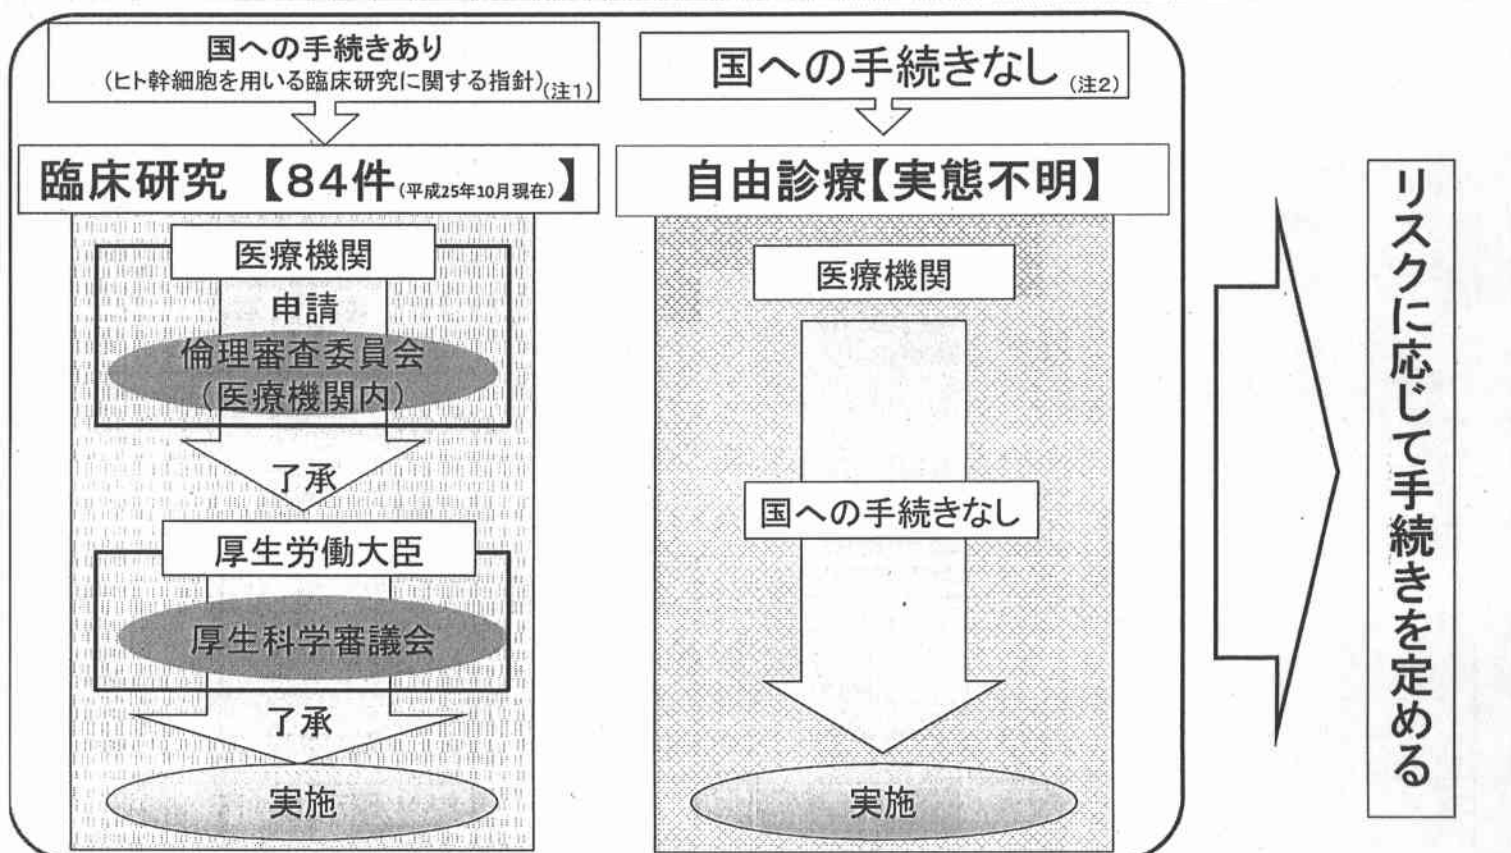 国への手続きあり
(ヒト幹細胞を用いる臨床研究に関する指針)(注1)
臨床研究 【84件(平成25年10月現在)】
医療機関
申請
倫理審査委員会
(医療機関内)
了承
厚生労働大臣
厚生科学審議会
了承
実施
国への手続きなし(注2)
自由診療【実態不明】
医療機関
国への手続きなし
実施
リスクに応じて手続きを定める